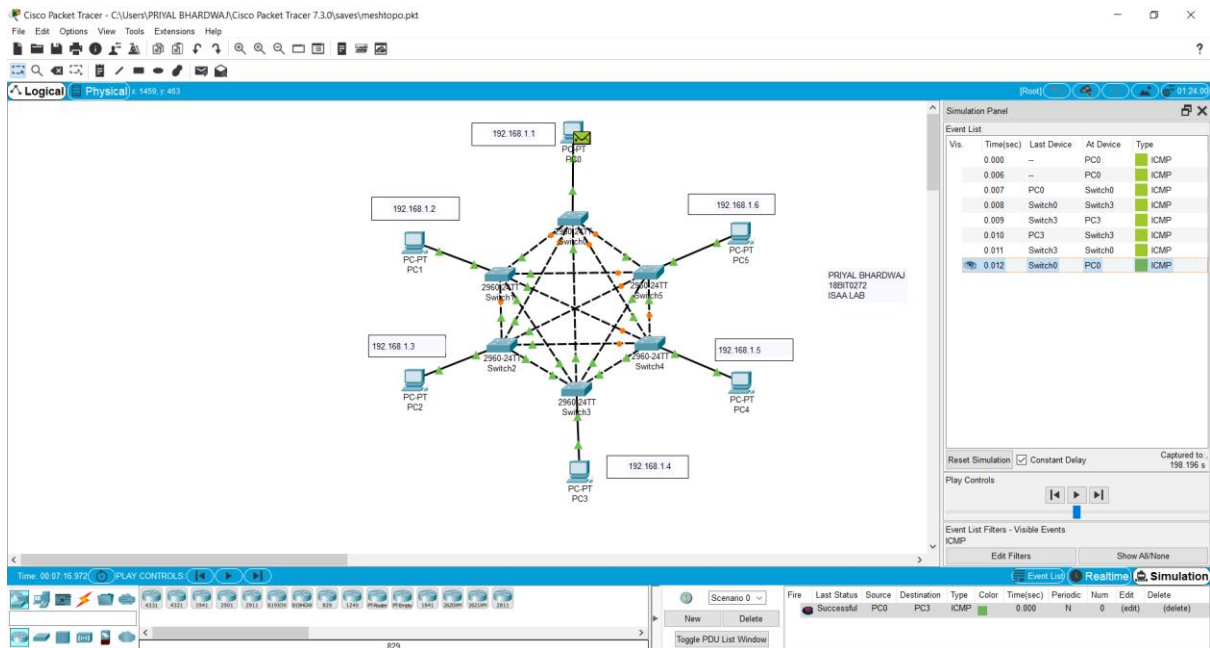 Cisco Packet Tracer - C:\Users\PRIYAL BHARDWAJ\Cisco Packet Tracer 7.3.0\saves\meshtopo.pkt
File Edit Options View Tools Extensions Help
?
Logical Physical x: 1459, y: 463
[Root] 01:24:00
192.168.1.1
PC-PT
PC0
192.168.1.2
PC-PT
PC1
192.168.1.6
PC-PT
PC5
2960-24TT
Switch0
2960-24TT
Switch1
2960-24TT
Switch5
PRIYAL BHARDWAJ
18BIT0272
ISAA LAB
192.168.1.3
PC-PT
PC2
2960-24TT
Switch2
2960-24TT
Switch4
192.168.1.5
PC-PT
PC4
2960-24TT
Switch3
192.168.1.4
PC-PT
PC3
Simulation Panel
Event List
Vis. Time(sec) Last Device At Device Type
0.000 -- PC0 ICMP
0.006 -- PC0 ICMP
0.007 PC0 Switch0 ICMP
0.008 Switch0 Switch3 ICMP
0.009 Switch3 PC3 ICMP
0.010 PC3 Switch3 ICMP
0.011 Switch3 Switch0 ICMP
0.012 Switch0 PC0 ICMP
Reset Simulation Constant Delay Captured to:
198.196 s
Play Controls
Event List Filters - Visible Events
ICMP
Edit Filters Show All/None
Time: 00:07:16.972 PLAY CONTROLS: Event List Realtime Simulation
4331 4321 1941 2901 2911 819IOX 819HGW 829 1240 PT-Router PT-Empty 1841 2620XM 2621XM 2811
829
Scenario 0
New Delete
Toggle PDU List Window
Fire Last Status Source Destination Type Color Time(sec) Periodic Num Edit Delete
Successful PC0 PC3 ICMP 0.000 N 0 (edit) (delete)